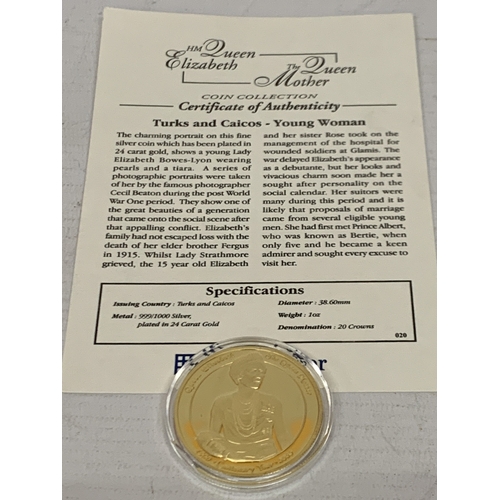 HM Queen
Elizabeth
The Queen
Mother
COIN COLLECTION
Certificate of Authenticity
Turks and Caicos - Young Woman
The charming portrait on this fine
silver coin which has been plated in
24 carat gold, shows a young Lady
Elizabeth Bowes-Lyon wearing
pearls and a tiara. A series of
photographic portraits were taken
of her by the famous photographer
Cecil Beaton during the post World
War One period. They show one of
the great beauties of a generation
that came onto the social scene after
that appalling conflict. Elizabeth's
family had not escaped loss with the
death of her elder brother Fergus
in 1915. Whilst Lady Strathmore
grieved, the 15 year old Elizabeth
and her sister Rose took on the
management of the hospital for
wounded soldiers at Glamis. The
war delayed Elizabeth's appearance
as a debutante, but her looks and
vivacious charm soon made her a
sought after personality on the
social calendar. Her suitors were
many during this period and it is
likely that proposals of marriage
came from several eligible young
men. She had first met Prince Albert,
who was known as Bertie, when
only five and he became a keen
admirer and sought every excuse to
visit her.
Specifications
Issuing Country : Turks and Caicos
Metal : 999/1000 Silver,
plated in 24 Carat Gold
Diameter : 38.60mm
Weight : 1oz
Denomination : 20 Crowns
020